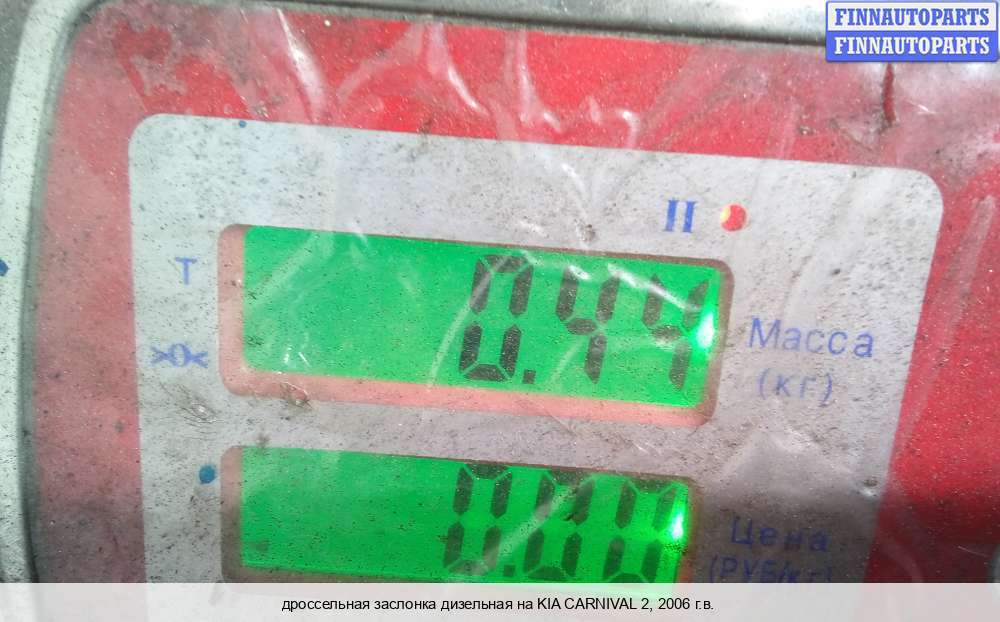 FINNAUTOPARTS
FINNAUTOPARTS
II
T
0.44
>0<
Масса
(кг)
0.00
Цена
(РУБ/кг)
дроссельная заслонка дизельная на KIA CARNIVAL 2, 2006 г.в.